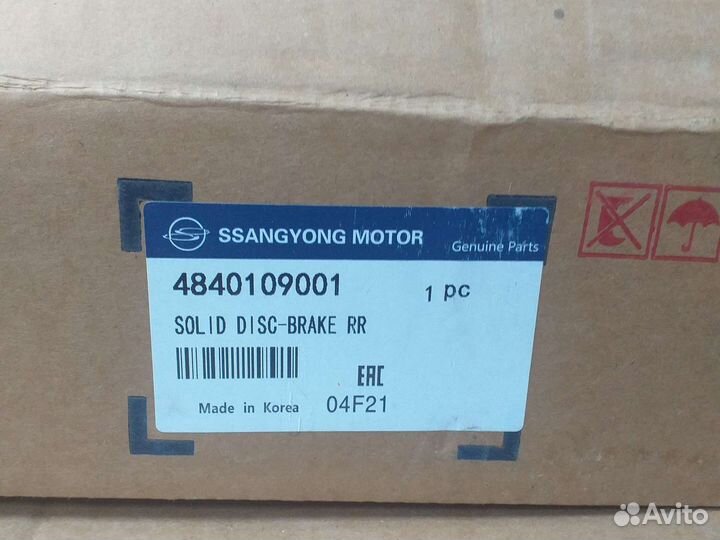 SSANGYONG MOTOR Genuine Parts
4840109001 1 pc
SOLID DISC-BRAKE RR
EAC
Made in Korea 04F21
Avito